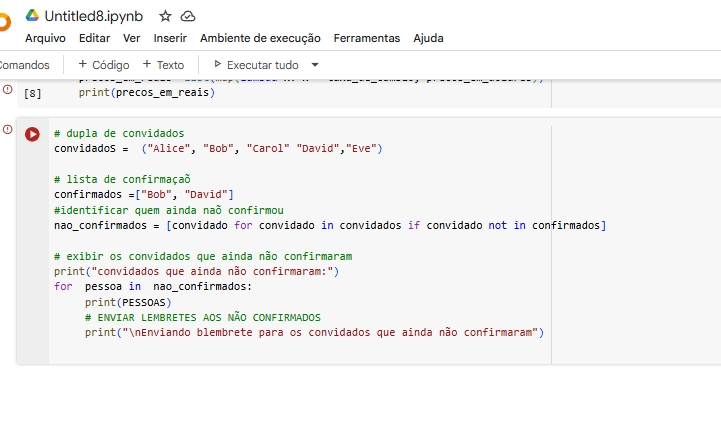 Untitled8.ipynb
Arquivo Editar Ver Inserir Ambiente de execução Ferramentas Ajuda
Comandos + Código + Texto Executar tudo
[8] print(precos_em_reais)
# dupla de convidados
convidadoS = ("Alice", "Bob", "Carol" "David","Eve")
# lista de confirmaçaõ
confirmados =["Bob", "David"]
#identificar quem ainda naõ confirmou
nao_confirmados = [convidado for convidado in convidados if convidado not in confirmados]
# exibir os convidados que ainda não confirmaram
print("convidados que ainda não confirmaram:")
for pessoa in nao_confirmados:
print(PESSOAS)
# ENVIAR LEMBRETES AOS NÃO CONFIRMADOS
print("\nEnviando blembrete para os convidados que ainda não confirmaram")